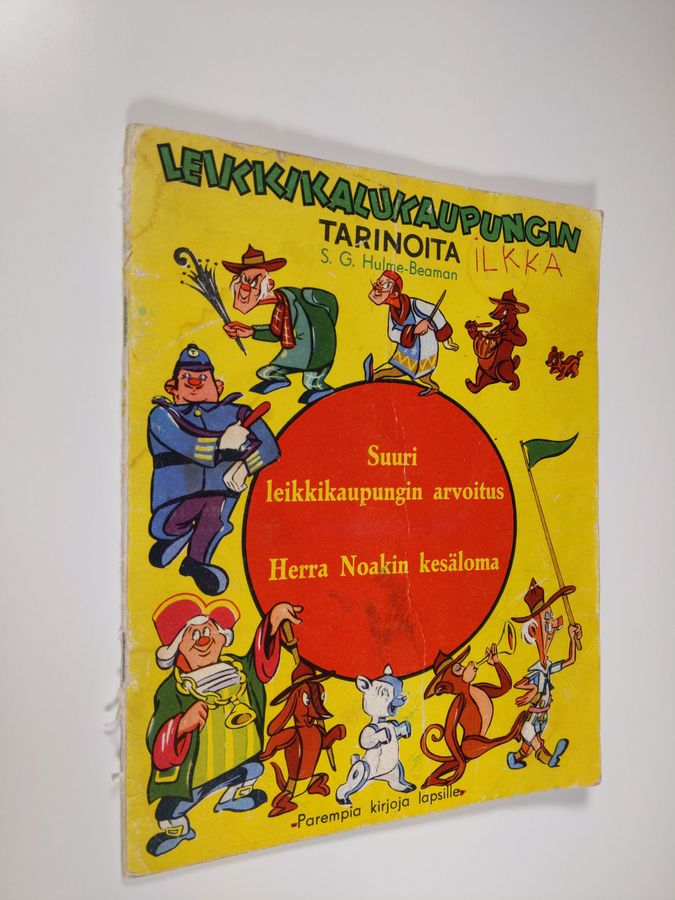 LEIKKIKALUKAUPUNGIN
TARINOITA
S. G. Hulme-Beaman
ILKKA
Suuri
leikkikaupungin arvoitus
Herra Noakin kesäloma
-Parempia kirjoja lapsille-